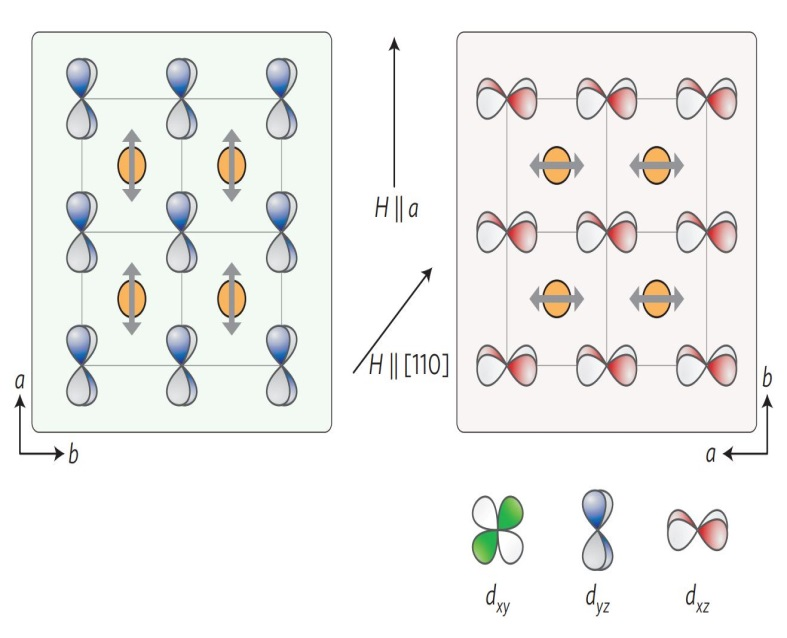 H || a
H || [110]
a
b
b
a
d_xy
d_yz
d_xz